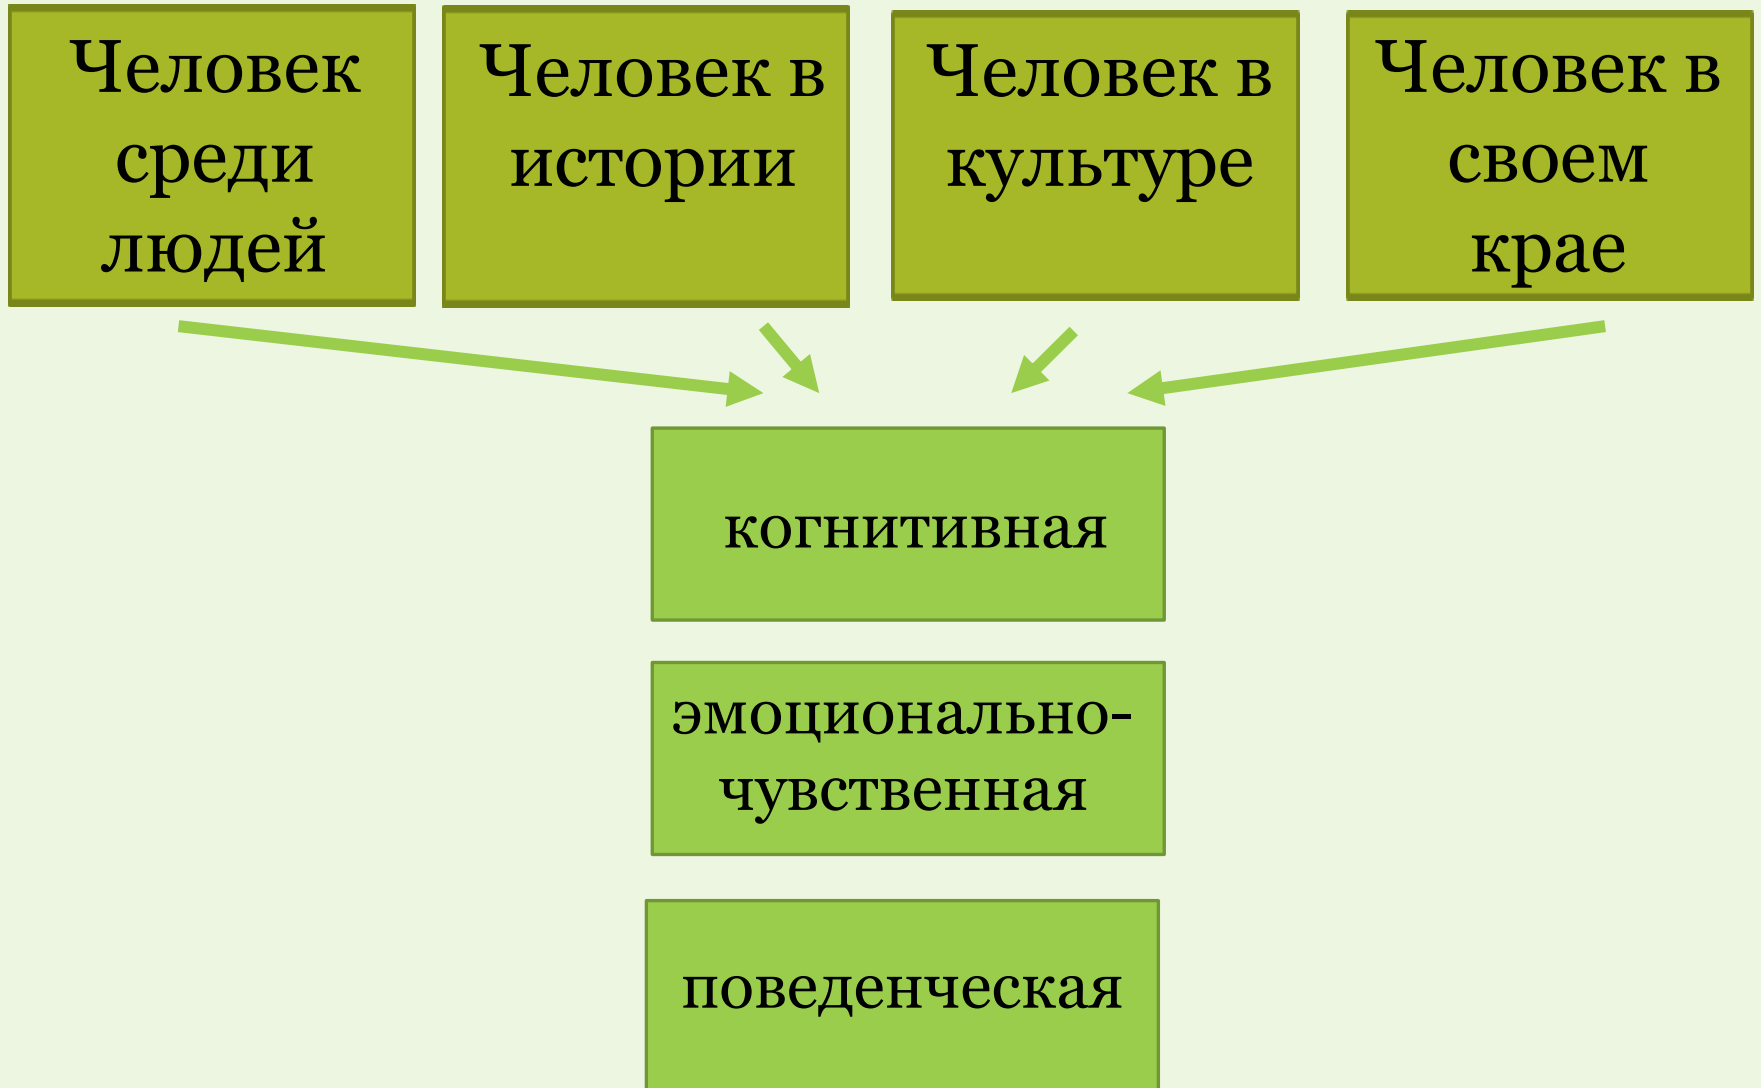 Человек
среди
людей
Человек в
истории
Человек в
культуре
Человек в
своем
крае
когнитивная
эмоционально-
чувственная
поведенческая